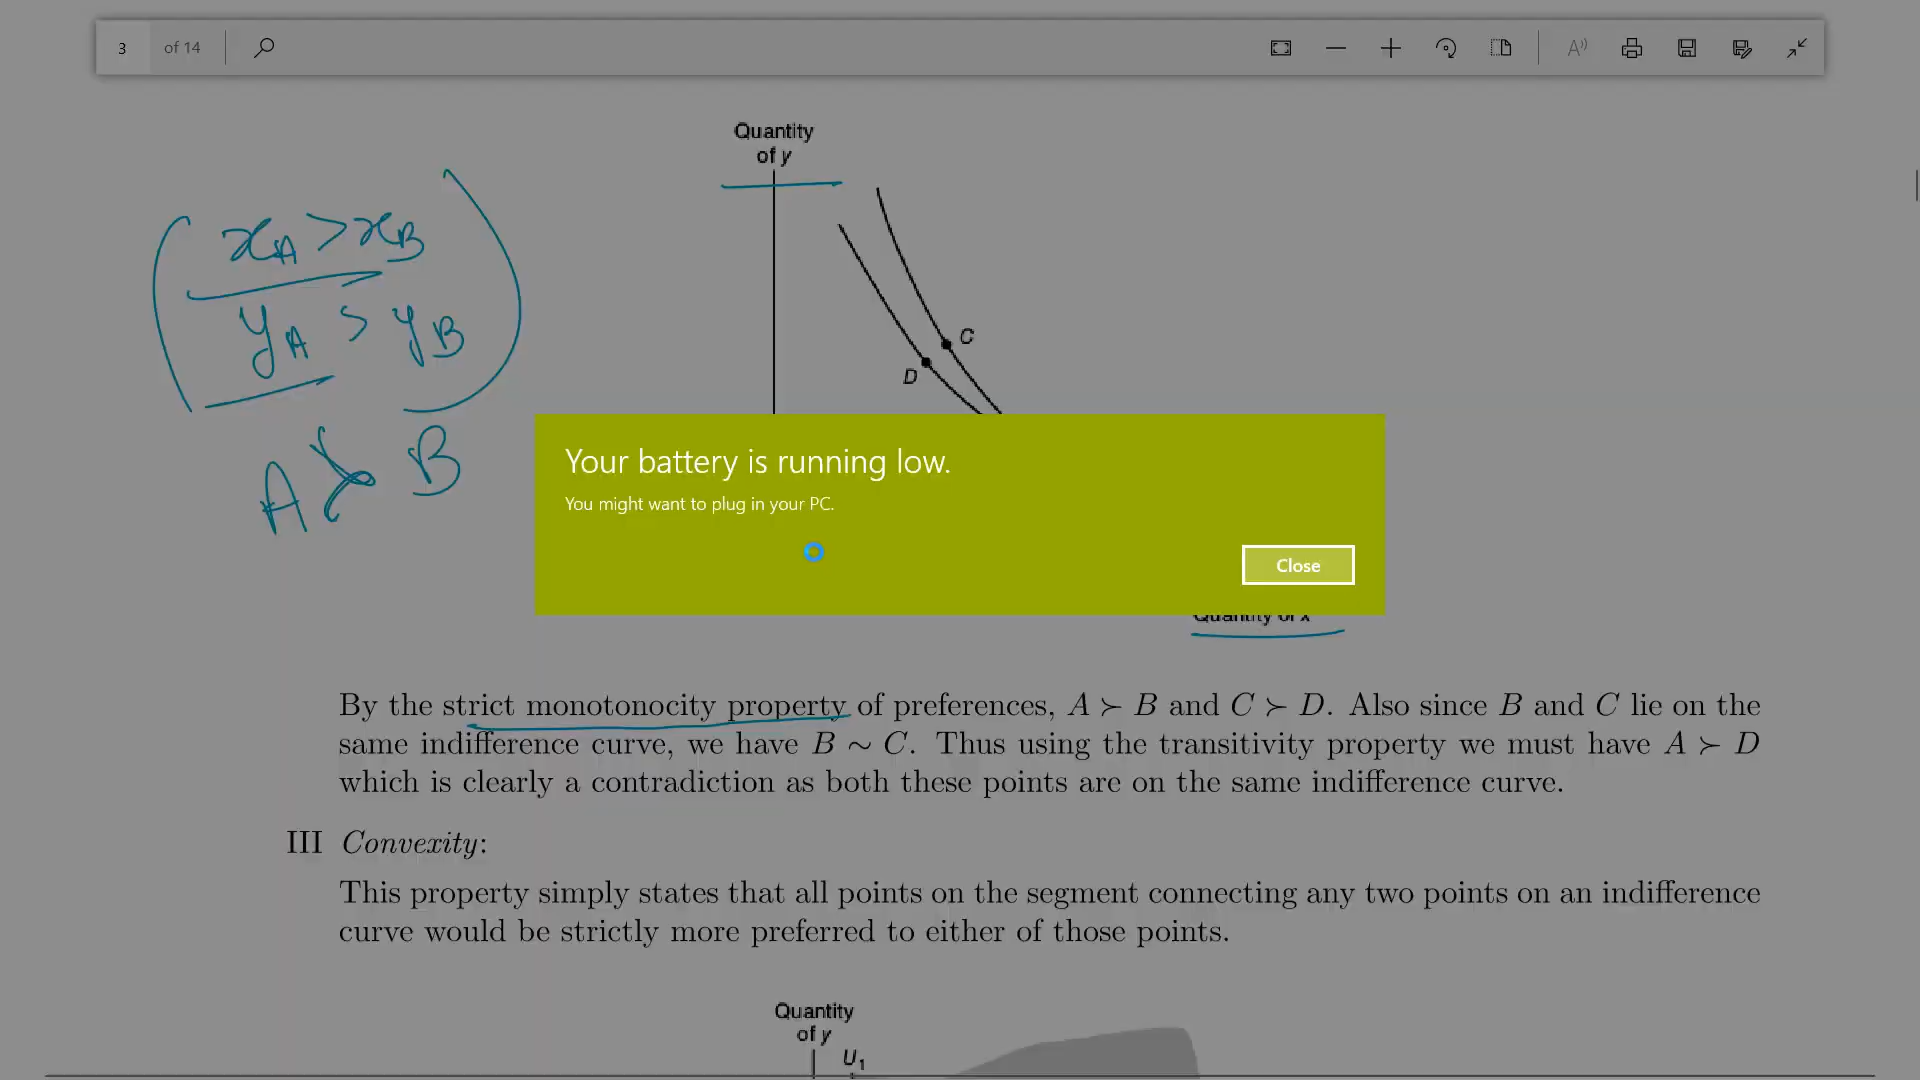 3 of 14
Quantity
of y
x_A > x_B
y_A > y_B
A ≻ B
C
D
Your battery is running low.
You might want to plug in your PC.
Close
Quantity of x
By the strict monotonocity property of preferences, A ≻ B and C ≻ D. Also since B and C lie on the
same indifference curve, we have B ∼ C. Thus using the transitivity property we must have A ≻ D
which is clearly a contradiction as both these points are on the same indifference curve.
III Convexity:
This property simply states that all points on the segment connecting any two points on an indifference
curve would be strictly more preferred to either of those points.
Quantity
of y
U₁